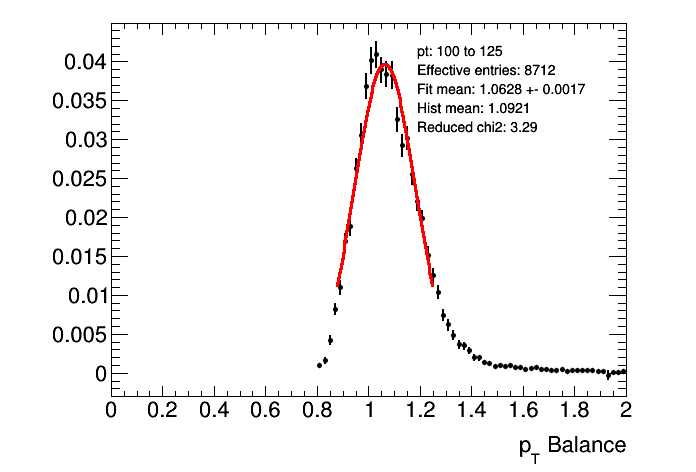 0.04
0.035
0.03
0.025
0.02
0.015
0.01
0.005
0
pt: 100 to 125
Effective entries: 8712
Fit mean: 1.0628 +- 0.0017
Hist mean: 1.0921
Reduced chi2: 3.29
0 0.2 0.4 0.6 0.8 1 1.2 1.4 1.6 1.8 2
p_T Balance